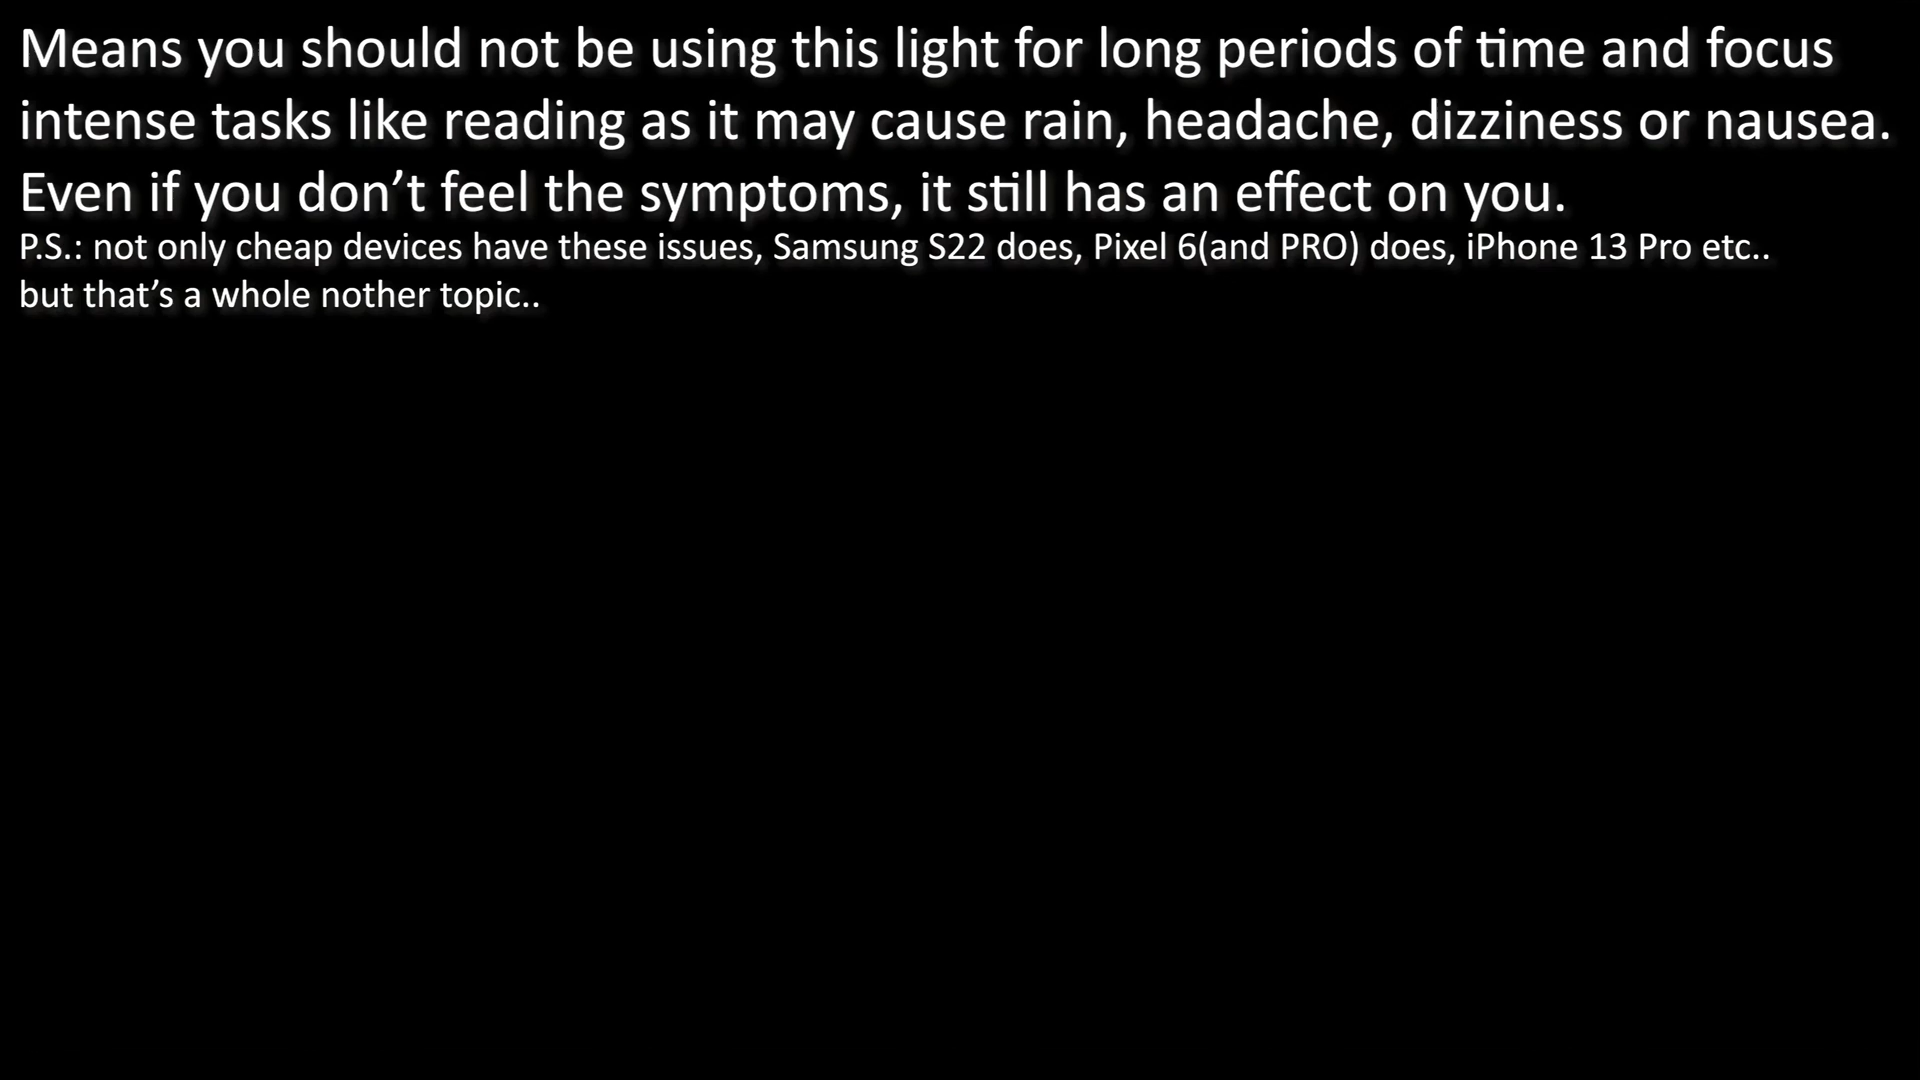 Means you should not be using this light for long periods of time and focus
intense tasks like reading as it may cause rain, headache, dizziness or nausea.
Even if you don’t feel the symptoms, it still has an effect on you.
P.S.: not only cheap devices have these issues, Samsung S22 does, Pixel 6(and PRO) does, iPhone 13 Pro etc..
but that’s a whole nother topic..